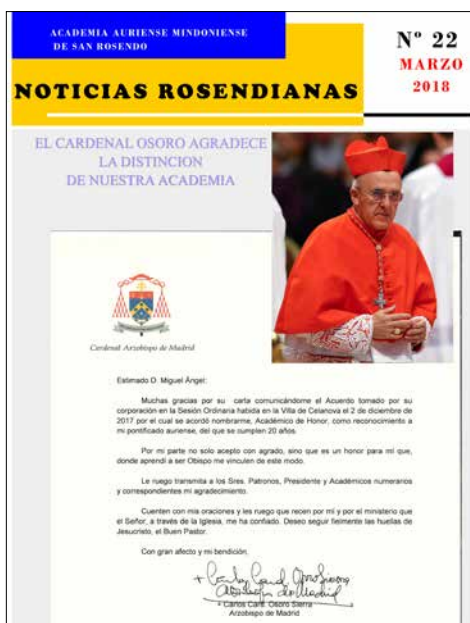 ACADEMIA AURIENSE MINDONIENSE
DE SAN ROSENDO
Nº 22
MARZO
2018
NOTICIAS ROSENDIANAS
EL CARDENAL OSORO AGRADECE
LA DISTINCION
DE NUESTRA ACADEMIA
Cardenal Arzobispo de Madrid
Estimado D. Miguel Ángel:
Muchas gracias por su carta comunicándome el Acuerdo tomado por su
corporación en la Sesión Ordinaria habida en la Villa de Celanova el 2 de diciembre de
2017 por el cual se acordó nombrarme, Académico de Honor, como reconocimiento a
mi pontificado auriense, del que se cumplen 20 años.
Por mi parte no solo acepto con agrado, sino que es un honor para mí que,
donde aprendí a ser Obispo me vinculen de este modo.
Le ruego transmita a los Sres. Patronos, Presidente y Académicos numerarios
y correspondientes mi agradecimiento.
Cuenten con mis oraciones y les ruego que recen por mí y por el ministerio que
el Señor, a través de la Iglesia, me ha confiado. Deseo seguir fielmente las huellas de
Jesucristo, el Buen Pastor.
Con gran afecto y mi bendición,
+ Carlos Card. Osoro Sierra
Arzobispo de Madrid
+ Carlos Card. Osoro Sierra
Arzobispo de Madrid